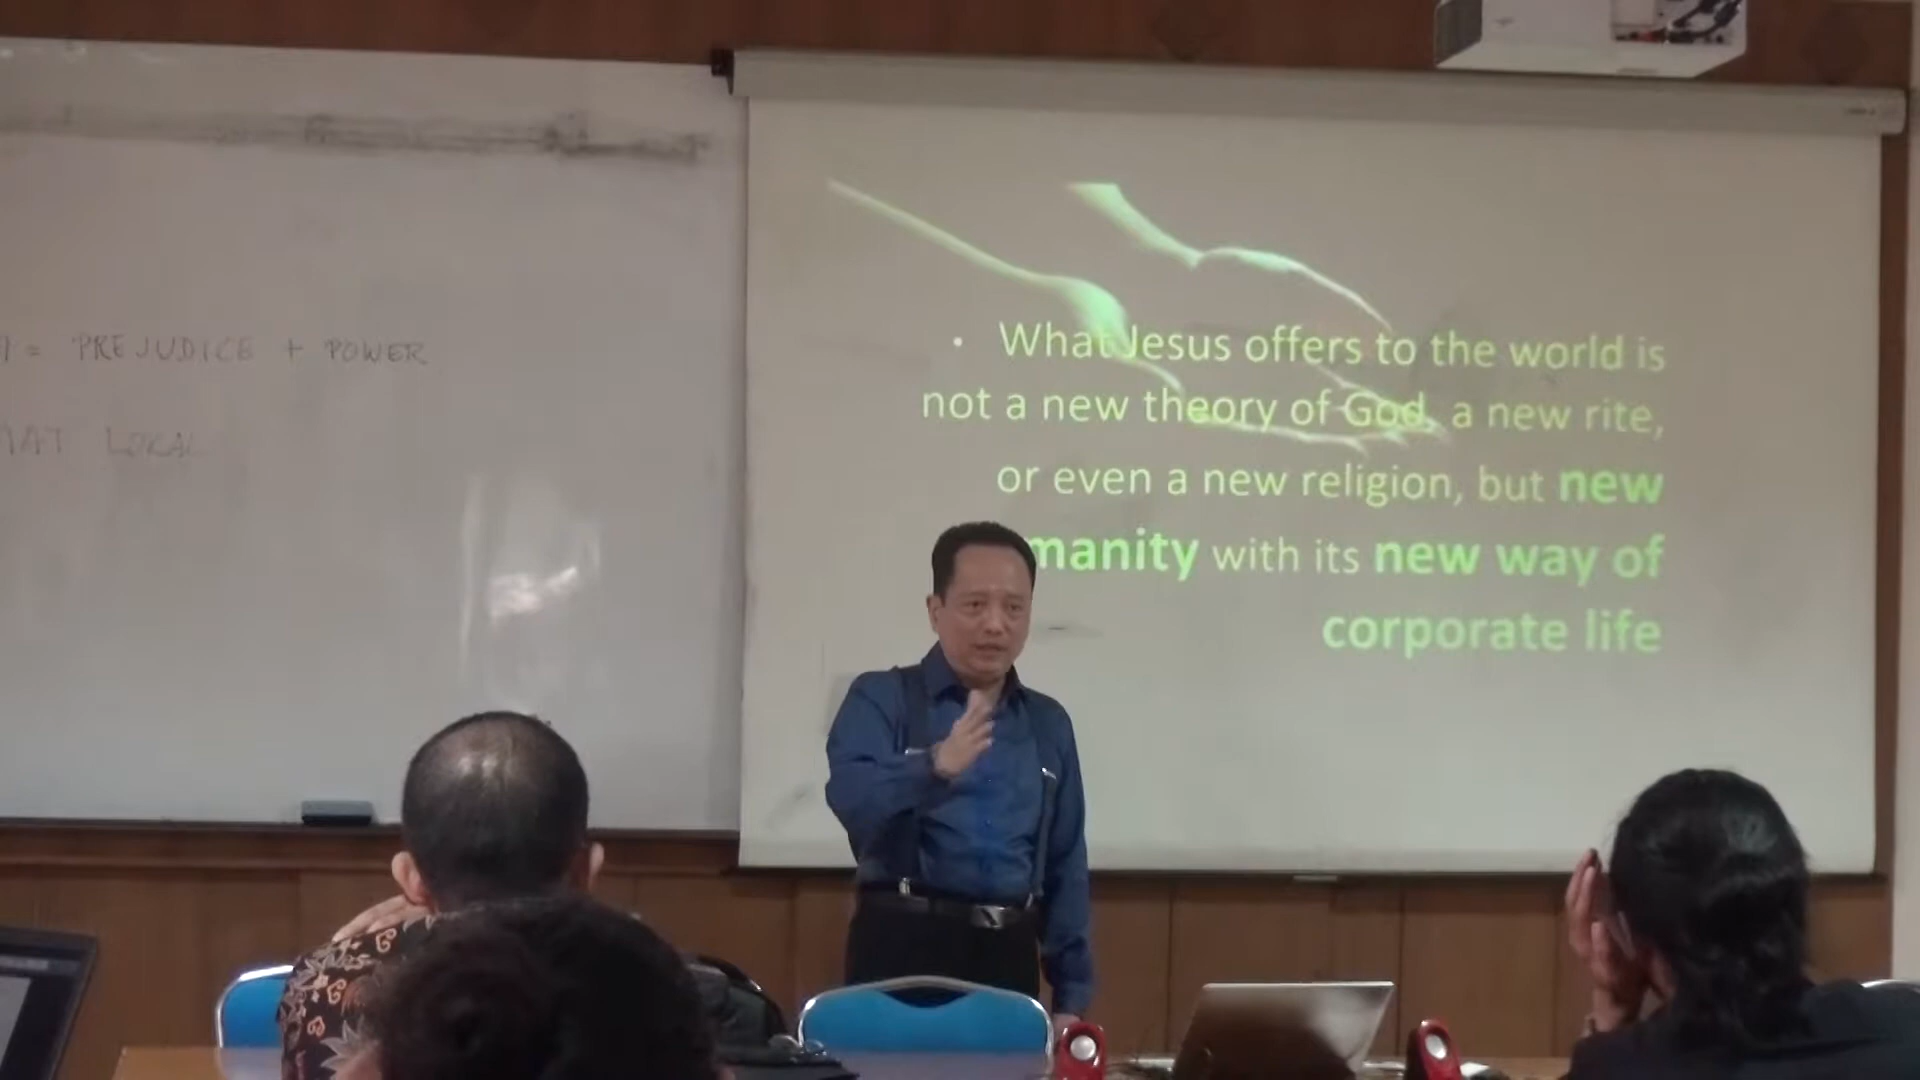 = PREJUDICE + POWER
LOKAL
• What Jesus offers to the world is
not a new theory of God, a new rite,
or even a new religion, but new
manity with its new way of
corporate life